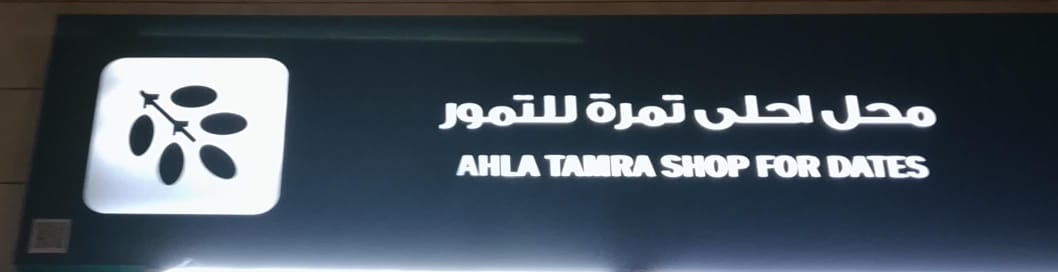 محل احلى تمرة للتمور
AHLA TAMRA SHOP FOR DATES